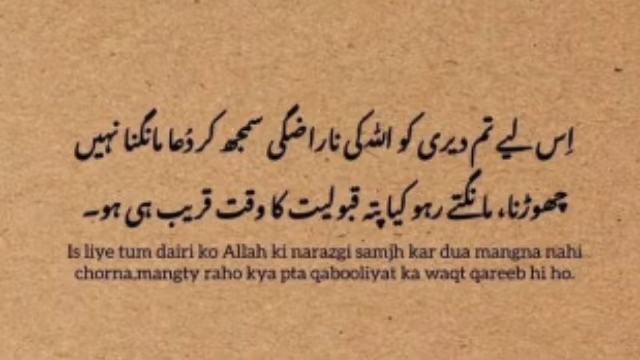 اِس لیے تم دیری کو اللہ کی ناراضگی سمجھ کر دُعا مانگنا نہیں
چھوڑنا، مانگتے رہو کیا پتہ قبولیت کا وقت قریب ہی ہو۔
Is liye tum dairi ko Allah ki narazgi samjh kar dua mangna nahi
chorna,mangty raho kya pta qabooliyat ka waqt qareeb hi ho.